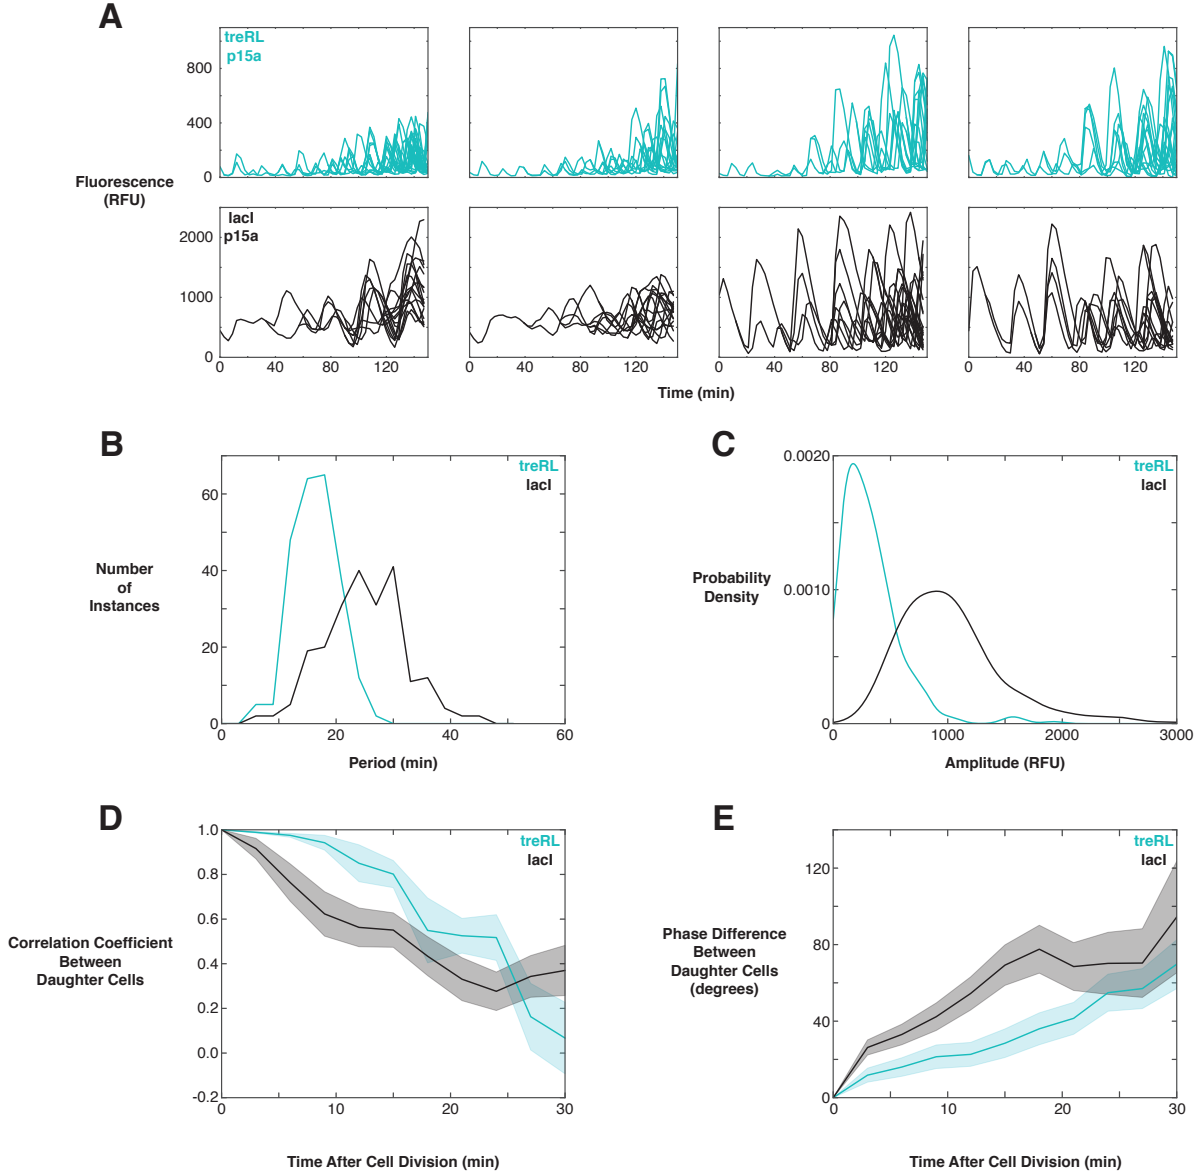 A
treRL
p15a
800
400
0
Fluorescence
(RFU)
lacI
p15a
2000
1000
0
0 40 80 120
0 40 80 120
0 40 80 120
0 40 80 120
Time (min)
B
treRL
lacI
60
40
20
0
Number
of
Instances
0 20 40 60
Period (min)
C
treRL
lacI
0.0020
0.0010
0
Probability
Density
0 1000 2000 3000
Amplitude (RFU)
D
treRL
lacI
1.0
0.8
0.6
0.4
0.2
0.0
-0.2
Correlation Coefficient
Between
Daughter Cells
0 10 20 30
Time After Cell Division (min)
E
treRL
lacI
120
80
40
0
Phase Difference
Between
Daughter Cells
(degrees)
0 10 20 30
Time After Cell Division (min)